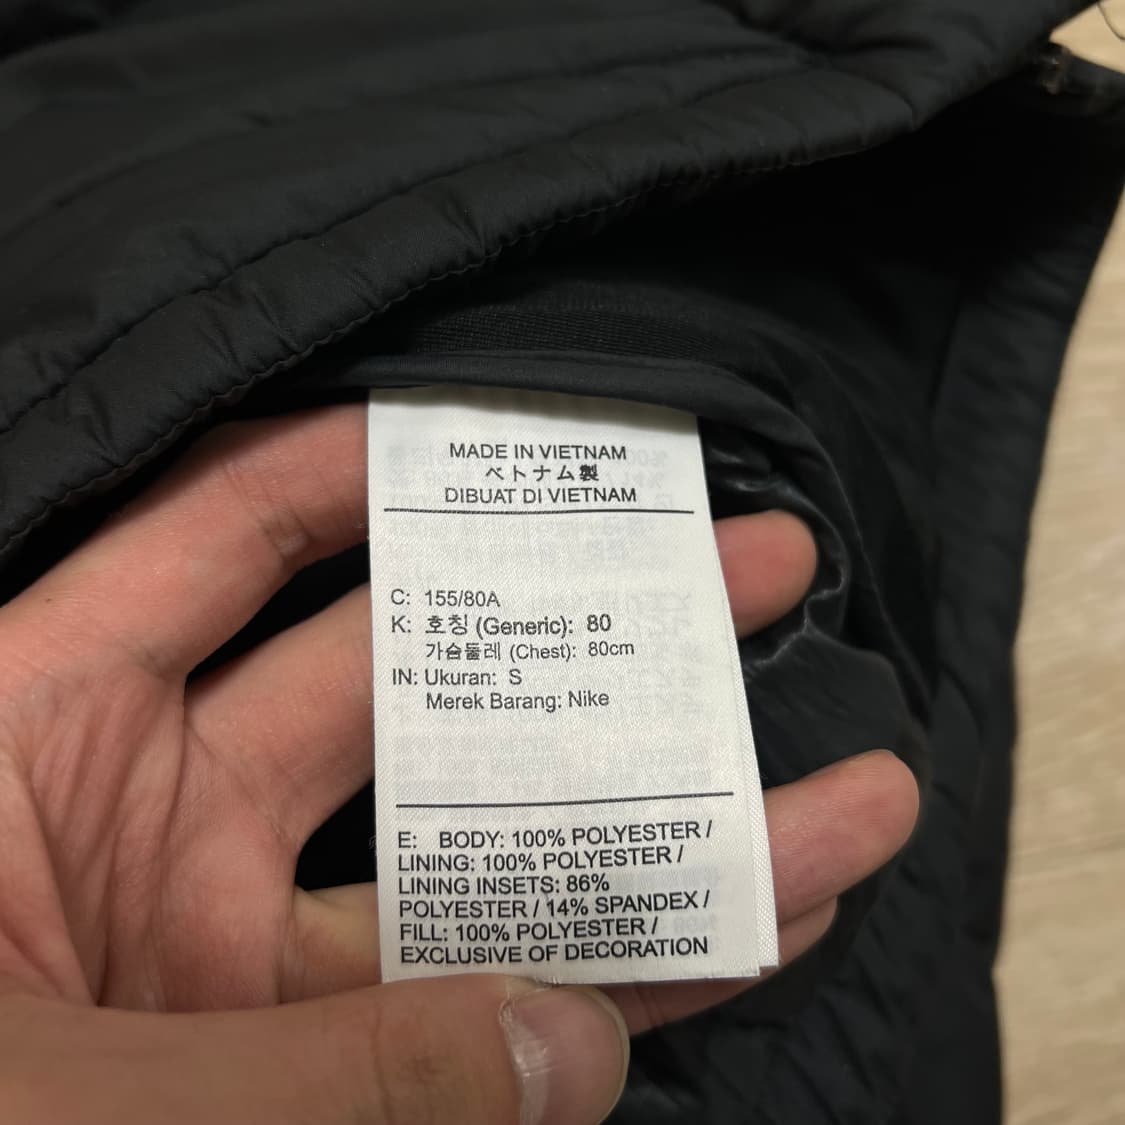 MADE IN VIETNAM
ベトナム製
DIBUAT DI VIETNAM
C: 155/80A
K: 호칭 (Generic): 80
가슴둘레 (Chest): 80cm
IN: Ukuran: S
Merek Barang: Nike
E: BODY: 100% POLYESTER /
LINING: 100% POLYESTER /
LINING INSETS: 86%
POLYESTER / 14% SPANDEX /
FILL: 100% POLYESTER /
EXCLUSIVE OF DECORATION